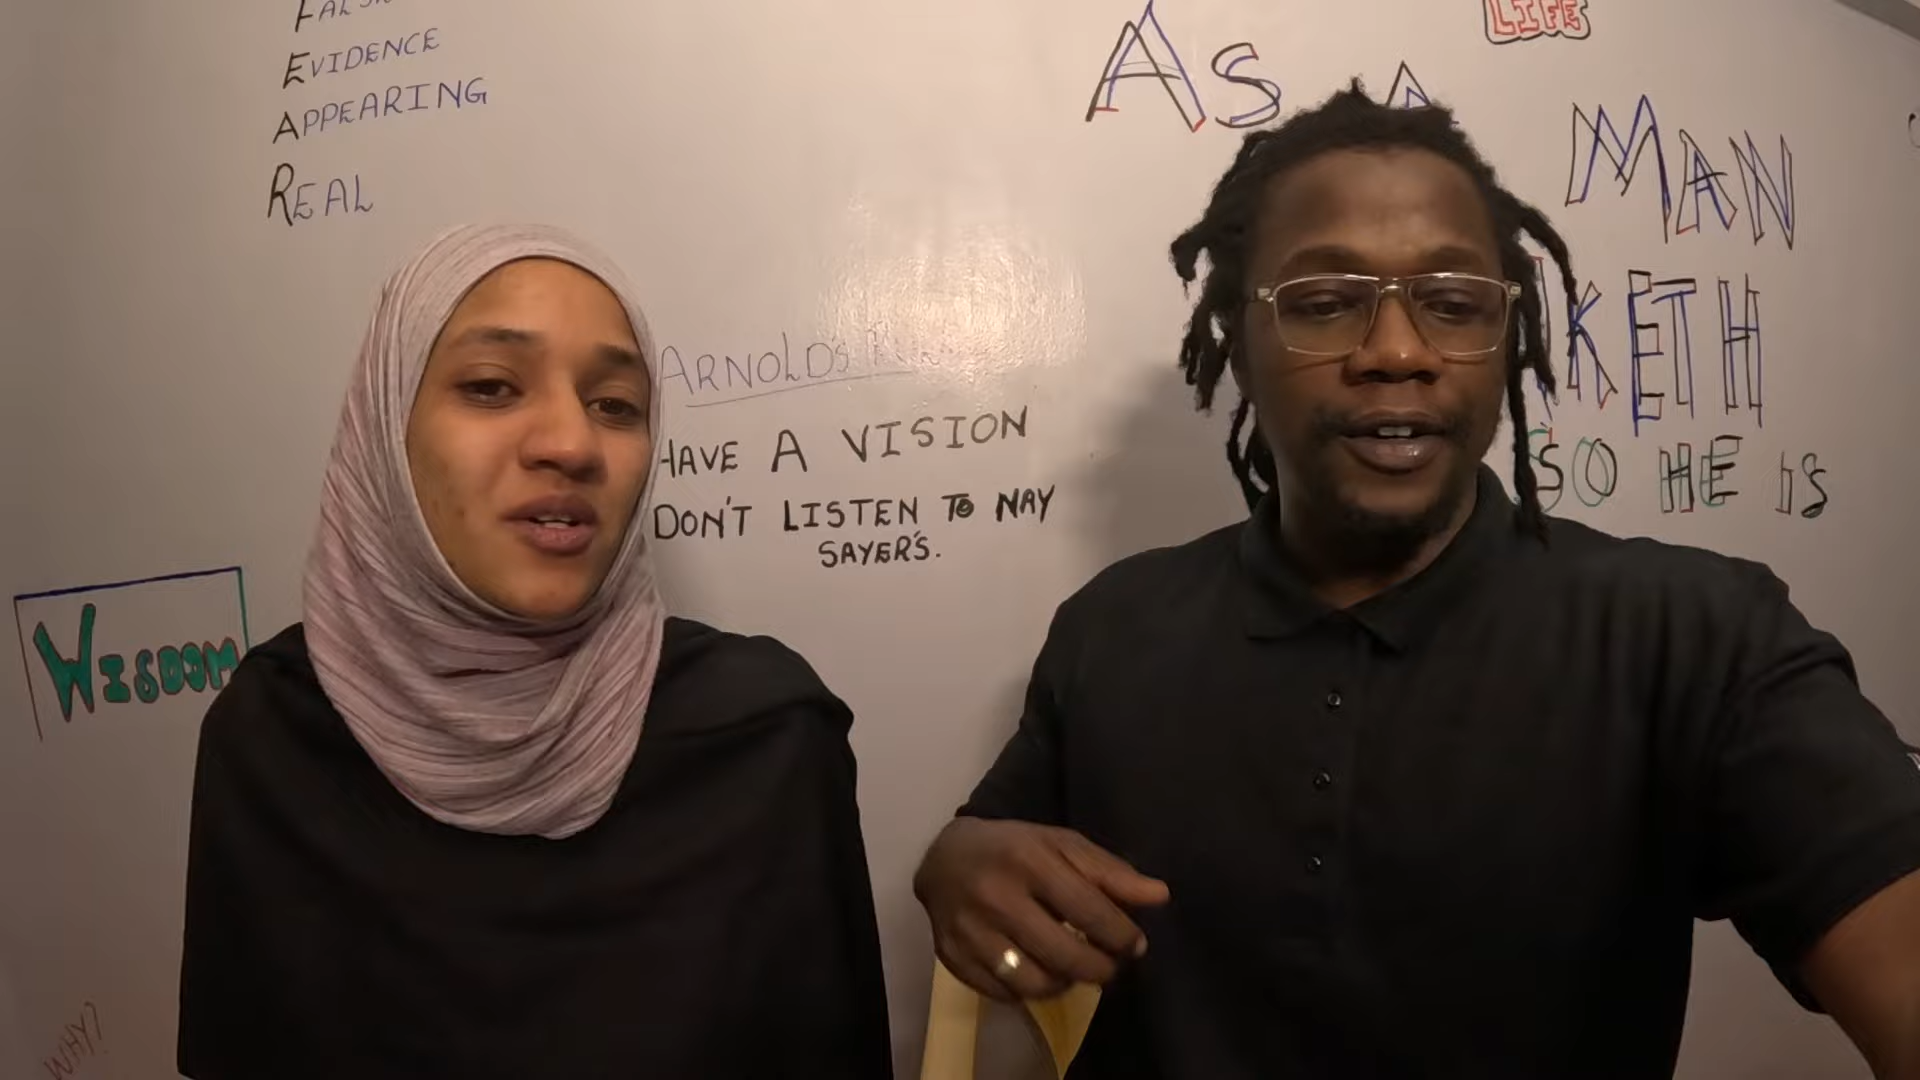 EVIDENCE
APPEARING
REAL
ARNOLD'S
HAVE A VISION
DON'T LISTEN TO NAY
SAYER'S.
WISDOM
WHY?
LIFE
AS A
MAN
SO HE IS